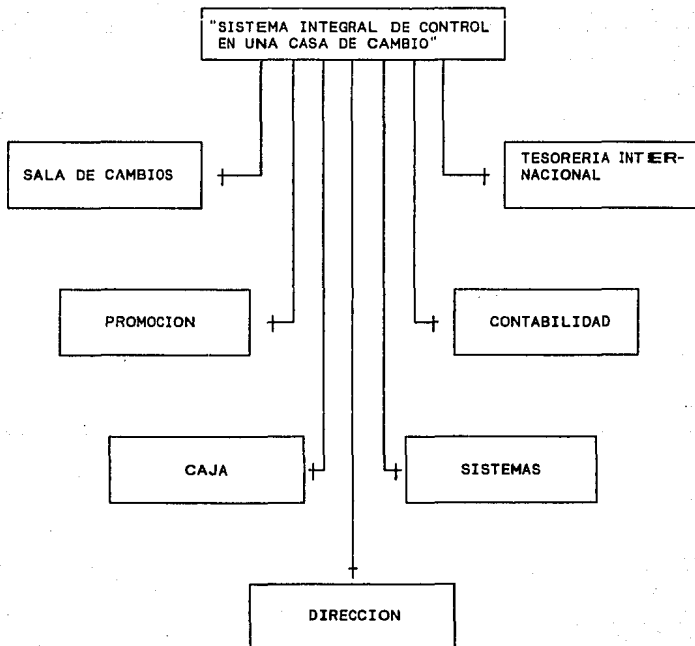 "SISTEMA INTEGRAL DE CONTROL
EN UNA CASA DE CAMBIO"
SALA DE CAMBIOS
TESORERIA INTER-
NACIONAL
PROMOCION
CONTABILIDAD
CAJA
SISTEMAS
DIRECCION